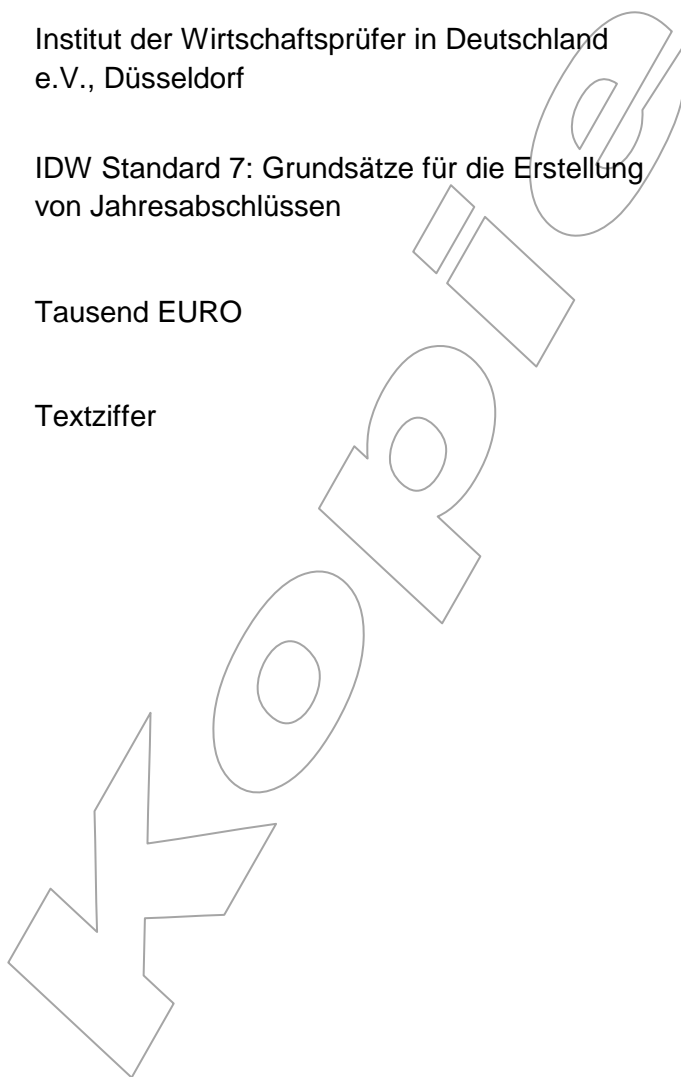 Institut der Wirtschaftsprüfer in Deutschland
e.V., Düsseldorf
IDW Standard 7: Grundsätze für die Erstellung
von Jahresabschlüssen
Tausend EURO
Textziffer
Kopie